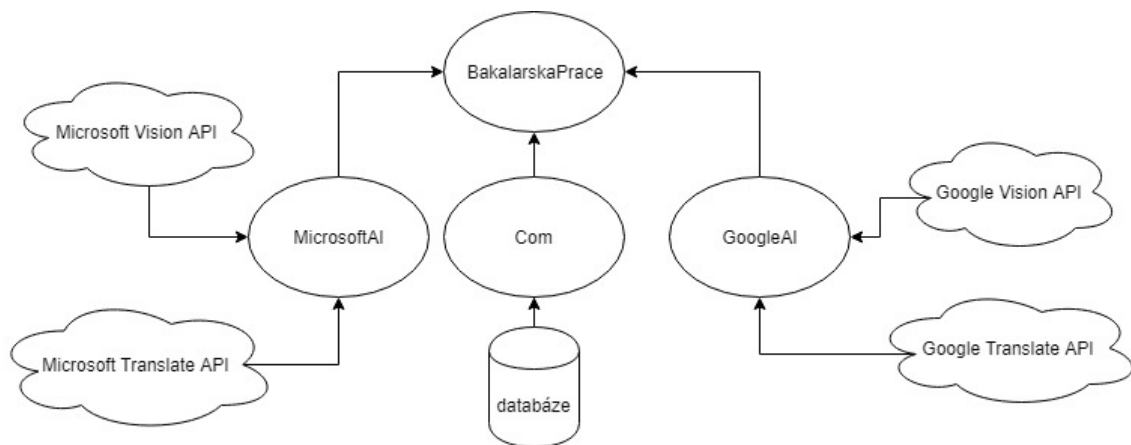 BakalarskaPrace
Microsoft Vision API
Google Vision API
MicrosoftAI
Com
GoogleAI
Microsoft Translate API
Google Translate API
databáze